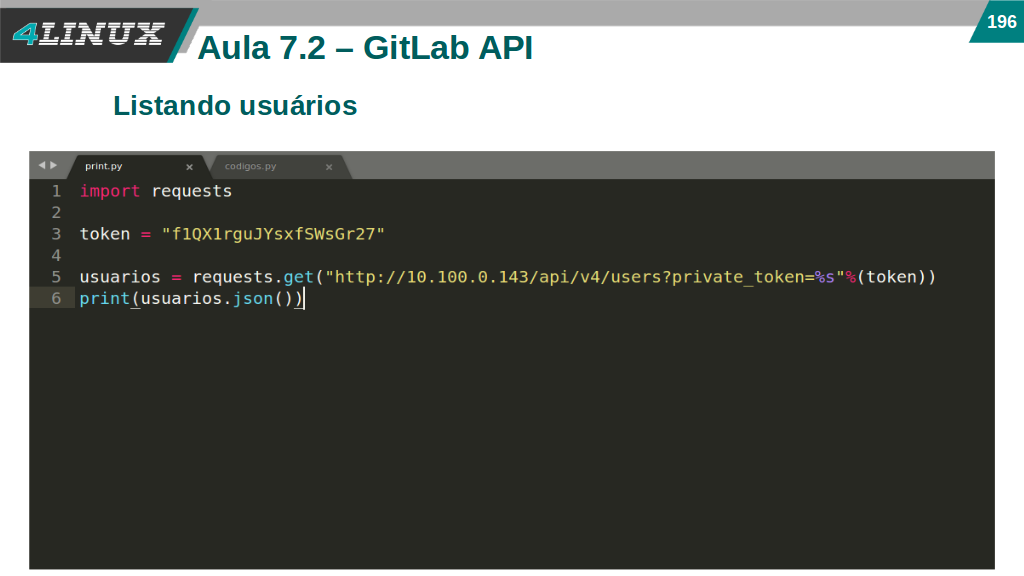 4LINUX
196
Aula 7.2 – GitLab API
Listando usuários
print.py × codigos.py ×
1 import requests
2
3 token = "f1QX1rguJYsxfSWsGr27"
4
5 usuarios = requests.get("http://10.100.0.143/api/v4/users?private_token=%s"%(token))
6 print(usuarios.json())